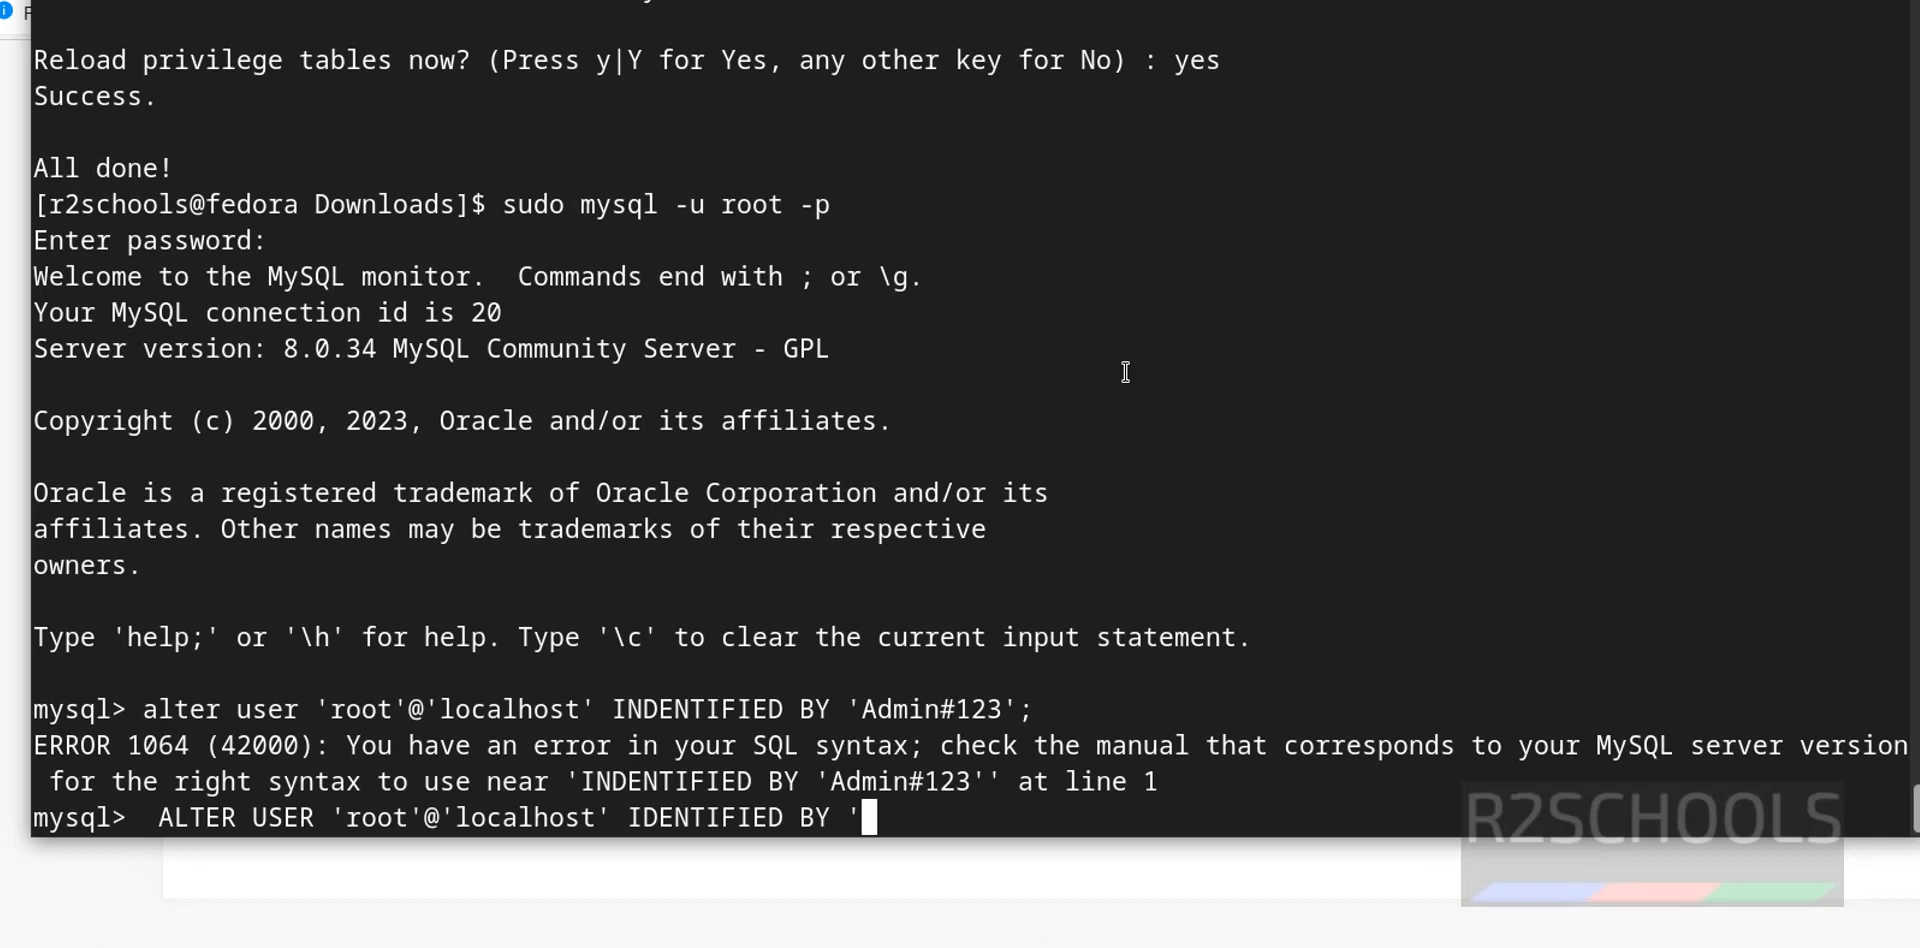 F
Reload privilege tables now? (Press y|Y for Yes, any other key for No) : yes
Success.
All done!
[r2schools@fedora Downloads]$ sudo mysql -u root -p
Enter password:
Welcome to the MySQL monitor.  Commands end with ; or \g.
Your MySQL connection id is 20
Server version: 8.0.34 MySQL Community Server - GPL
Copyright (c) 2000, 2023, Oracle and/or its affiliates.
Oracle is a registered trademark of Oracle Corporation and/or its
affiliates. Other names may be trademarks of their respective
owners.
Type 'help;' or '\h' for help. Type '\c' to clear the current input statement.
mysql> alter user 'root'@'localhost' INDENTIFIED BY 'Admin#123';
ERROR 1064 (42000): You have an error in your SQL syntax; check the manual that corresponds to your MySQL server version
 for the right syntax to use near 'INDENTIFIED BY 'Admin#123'' at line 1
mysql>  ALTER USER 'root'@'localhost' IDENTIFIED BY '
R2SCHOOLS